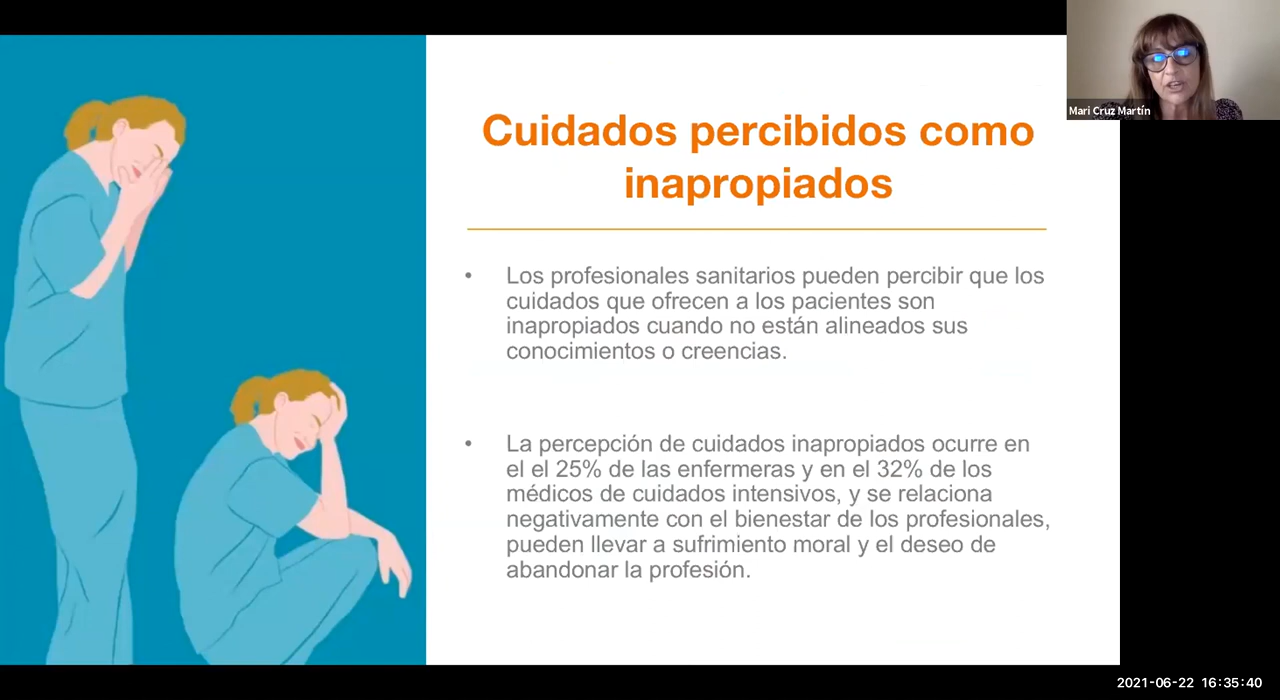 Mari Cruz Martín
Cuidados percibidos como
inapropiados
• Los profesionales sanitarios pueden percibir que los
cuidados que ofrecen a los pacientes son
inapropiados cuando no están alineados sus
conocimientos o creencias.
• La percepción de cuidados inapropiados ocurre en
el el 25% de las enfermeras y en el 32% de los
médicos de cuidados intensivos, y se relaciona
negativamente con el bienestar de los profesionales,
pueden llevar a sufrimiento moral y el deseo de
abandonar la profesión.
2021-06-22 16:35:40